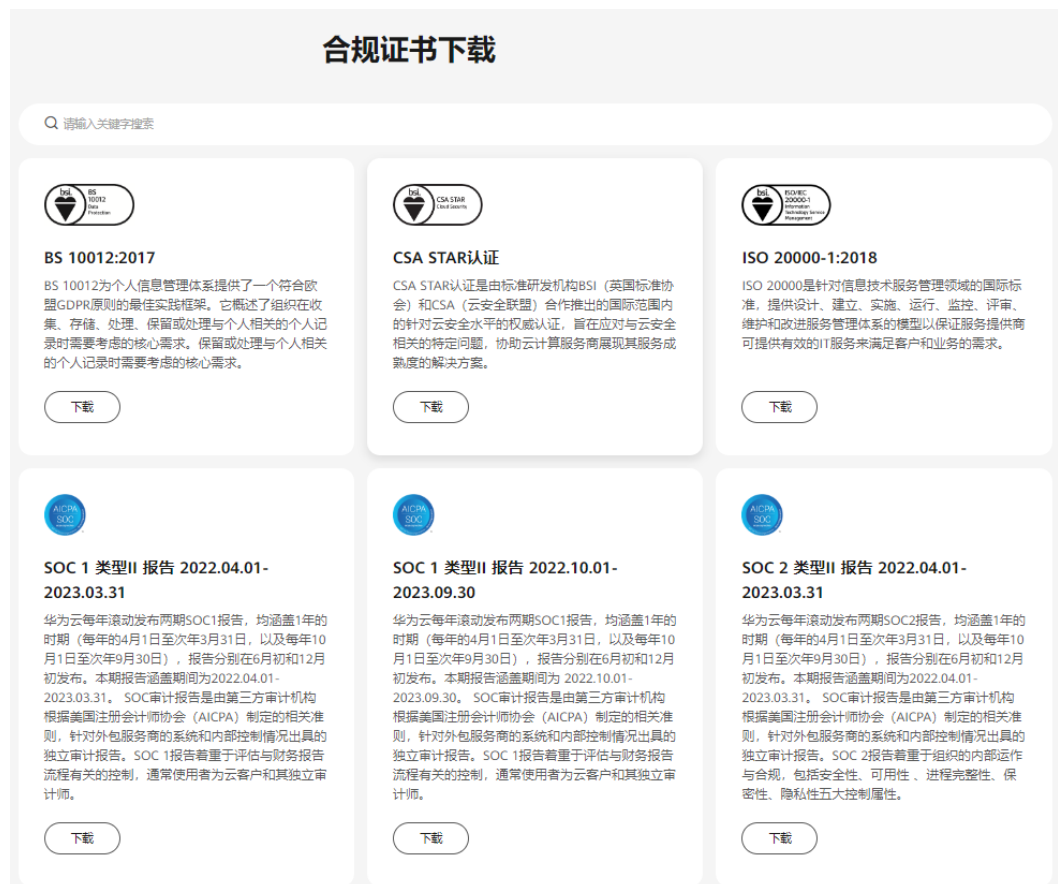 合规证书下载
请输入关键字搜索
bsi.
BS
10012
Data
Protection
BS 10012:2017
BS 10012为个人信息管理体系提供了一个符合欧
盟GDPR原则的最佳实践框架。它概述了组织在收
集、存储、处理、保留或处理与个人相关的个人记
录时需要考虑的核心需求。保留或处理与个人相关
的个人记录时需要考虑的核心需求。
下载
bsi.
CSA STAR
Cloud Security
CSA STAR认证
CSA STAR认证是由标准研发机构BSI（英国标准协
会）和CSA（云安全联盟）合作推出的国际范围内
的针对云安全水平的权威认证，旨在应对与云安全
相关的特定问题，协助云计算服务商展现其服务成
熟度的解决方案。
下载
bsi.
ISO/IEC
20000-1
Information
Technology Service
Management
ISO 20000-1:2018
ISO 20000是针对信息技术服务管理领域的国际标
准，提供设计、建立、实施、运行、监控、评审、
维护和改进服务管理体系的模型以保证服务提供商
可提供有效的IT服务来满足客户和业务的需求。
下载
AICPA
SOC
SOC 1 类型II 报告 2022.04.01-
2023.03.31
华为云每年滚动发布两期SOC1报告，均涵盖1年的
时期（每年的4月1日至次年3月31日，以及每年10
月1日至次年9月30日），报告分别在6月初和12月
初发布。本期报告涵盖期间为2022.04.01-
2023.03.31。 SOC审计报告是由第三方审计机构
根据美国注册会计师协会（AICPA）制定的相关准
则，针对外包服务商的系统和内部控制情况出具的
独立审计报告。SOC 1报告着重于评估与财务报告
流程有关的控制，通常使用者为云客户和其独立审
计师。
下载
AICPA
SOC
SOC 1 类型II 报告 2022.10.01-
2023.09.30
华为云每年滚动发布两期SOC1报告，均涵盖1年的
时期（每年的4月1日至次年3月31日，以及每年10
月1日至次年9月30日），报告分别在6月初和12月
初发布。本期报告涵盖期间为 2022.10.01-
2023.09.30。 SOC审计报告是由第三方审计机构
根据美国注册会计师协会（AICPA）制定的相关准
则，针对外包服务商的系统和内部控制情况出具的
独立审计报告。SOC 1报告着重于评估与财务报告
流程有关的控制，通常使用者为云客户和其独立审
计师。
下载
AICPA
SOC
SOC 2 类型II 报告 2022.04.01-
2023.03.31
华为云每年滚动发布两期SOC2报告，均涵盖1年的
时期（每年的4月1日至次年3月31日，以及每年10
月1日至次年9月30日），报告分别在6月初和12月
初发布。本期报告涵盖期间为2022.04.01-
2023.03.31。 SOC审计报告是由第三方审计机构
根据美国注册会计师协会（AICPA）制定的相关准
则，针对外包服务商的系统和内部控制情况出具的
独立审计报告。SOC 2报告着重于组织的内部运作
与合规，包括安全性、可用性 、进程完整性、保
密性、隐私性五大控制属性。
下载